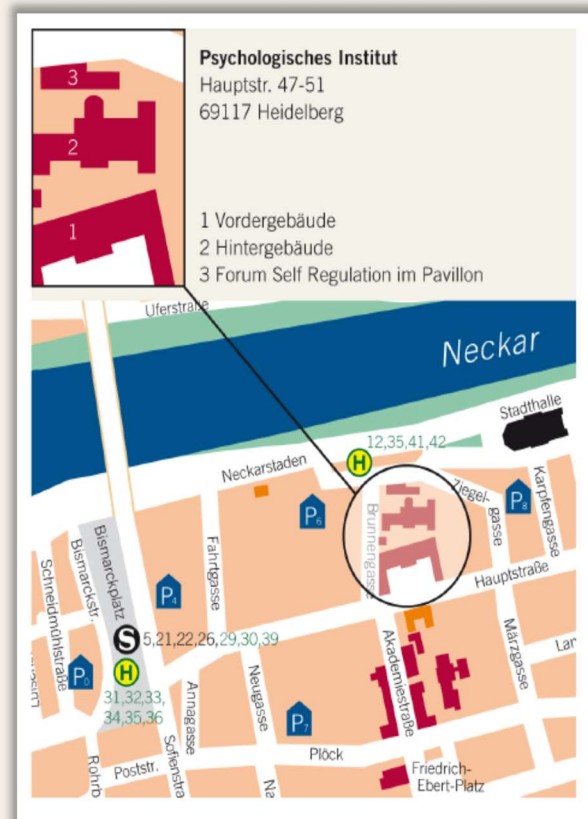 3
2
1
Psychologisches Institut
Hauptstr. 47-51
69117 Heidelberg
1 Vordergebäude
2 Hintergebäude
3 Forum Self Regulation im Pavillon
Uferstraße
Neckar
Stadthalle
12,35,41,42
H
Neckarstaden
P6
Brunnengasse
Ziegel-
gasse
P8
Karpfengasse
Fahrtgasse
Hauptstraße
Bismarckplatz
Bismarckstr.
Schneidmühlstraße
P4
S
5,21,22,26,29,30,39
H
31,32,33,
34,35,36
Annagasse
Neugasse
P7
Akademiestraße
Märzgasse
Lar
Plöck
Poststr.
Rohrb
Sofienstra
Na
Friedrich-
Ebert-Platz